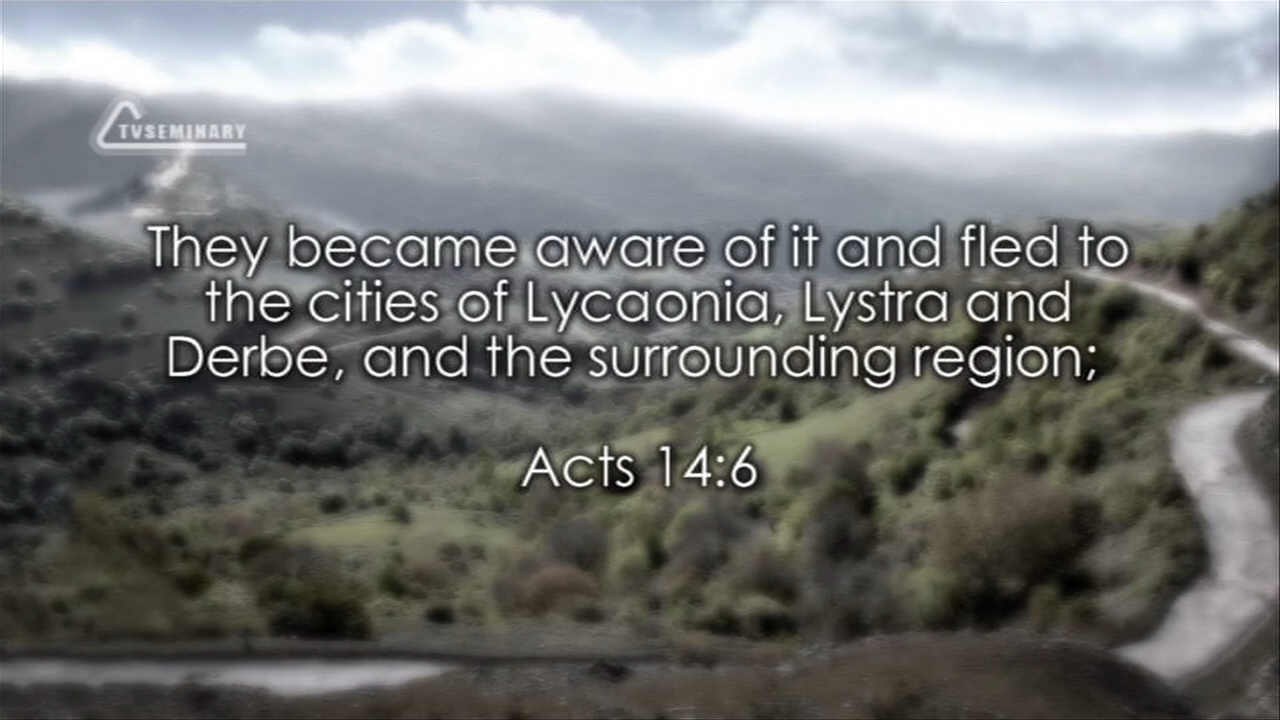 TVSEMINARY
They became aware of it and fled to
the cities of Lycaonia, Lystra and
Derbe, and the surrounding region;
Acts 14:6